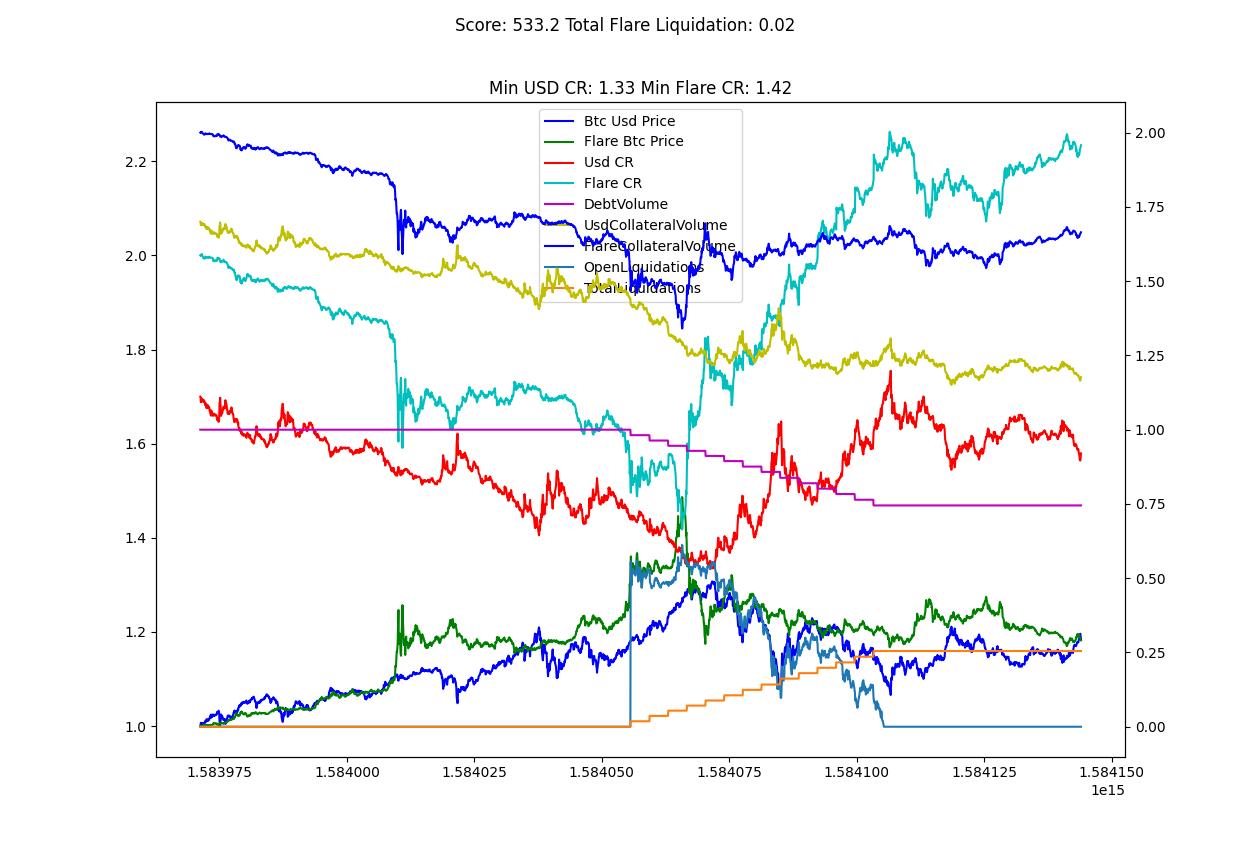 Score: 533.2 Total Flare Liquidation: 0.02
Min USD CR: 1.33 Min Flare CR: 1.42
Btc Usd Price
Flare Btc Price
Usd CR
Flare CR
DebtVolume
UsdCollateralVolume
FlareCollateralVolume
OpenLiquidations
TotalLiquidations
2.2
2.0
1.8
1.6
1.4
1.2
1.0
2.00
1.75
1.50
1.25
1.00
0.75
0.50
0.25
0.00
1.583975 1.584000 1.584025 1.584050 1.584075 1.584100 1.584125 1.584150
1e15